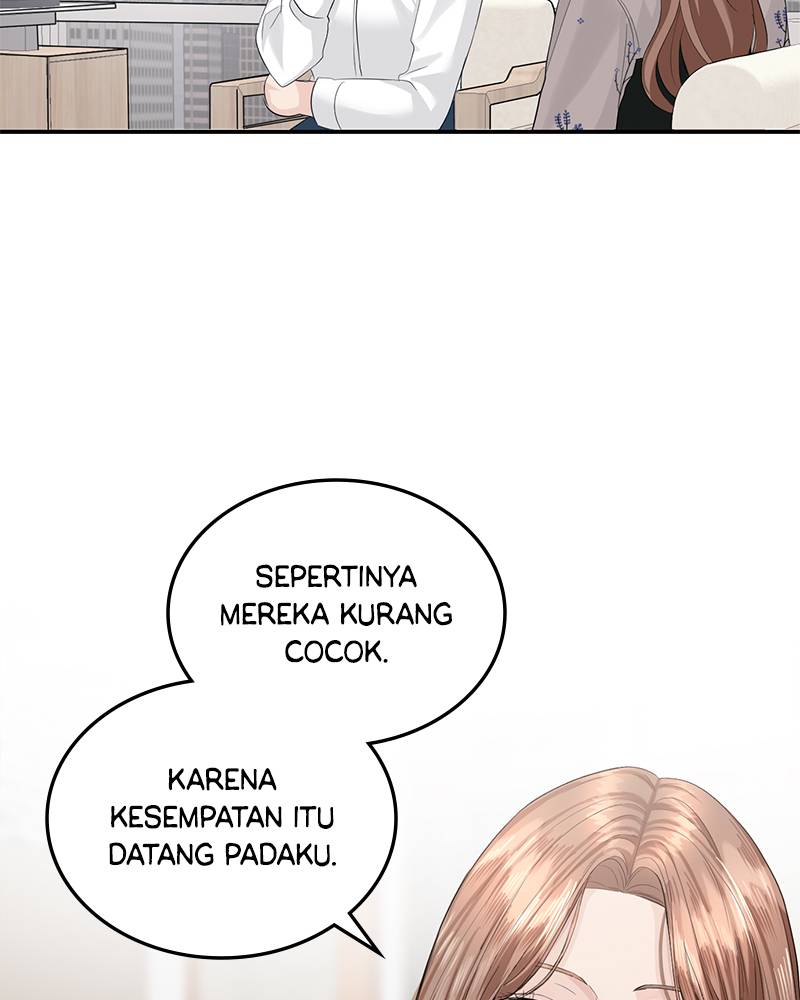 SEPERTINYA
MEREKA KURANG
COCOK.
KARENA
KESEMPATAN ITU
DATANG PADAKU.